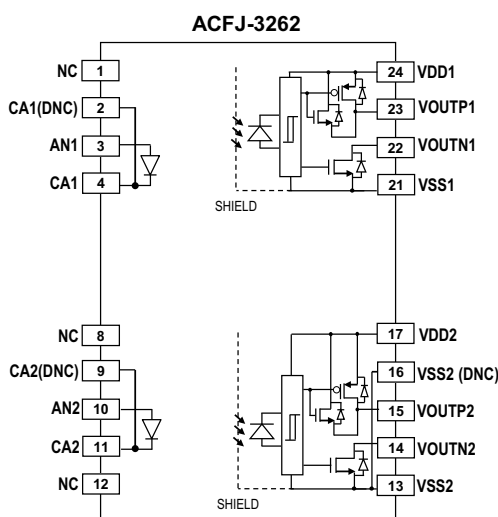 ACFJ-3262
NC 1
CA1(DNC) 2
AN1 3
CA1 4
24 VDD1
23 VOUTP1
22 VOUTN1
21 VSS1
SHIELD
NC 8
CA2(DNC) 9
AN2 10
CA2 11
NC 12
17 VDD2
16 VSS2 (DNC)
15 VOUTP2
14 VOUTN2
13 VSS2
SHIELD